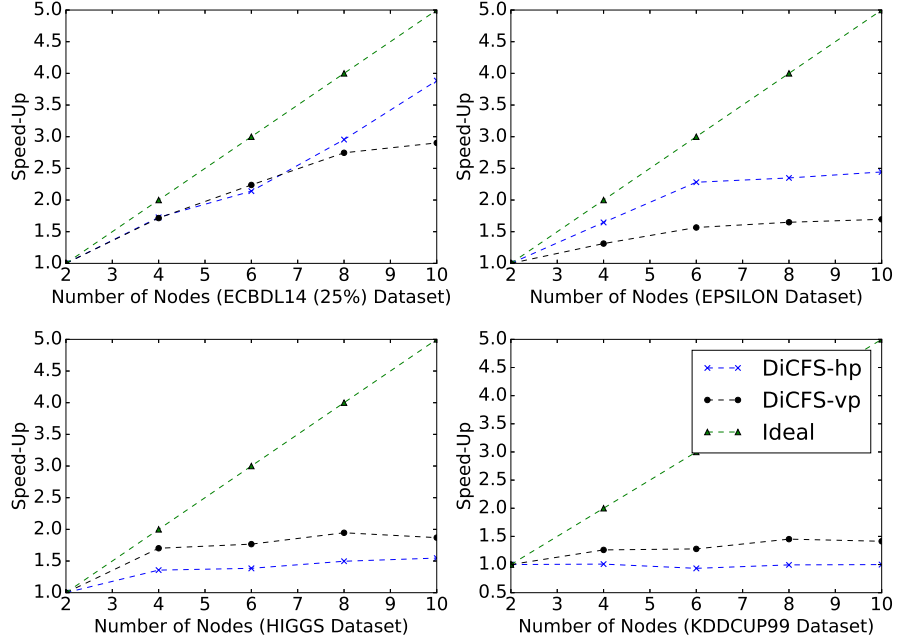 5.0
4.5
4.0
3.5
3.0
2.5
2.0
1.5
1.0
Speed-Up
2 3 4 5 6 7 8 9 10
Number of Nodes (ECBDL14 (25%) Dataset)
5.0
4.5
4.0
3.5
3.0
2.5
2.0
1.5
1.0
Speed-Up
2 3 4 5 6 7 8 9 10
Number of Nodes (EPSILON Dataset)
5.0
4.5
4.0
3.5
3.0
2.5
2.0
1.5
1.0
Speed-Up
2 3 4 5 6 7 8 9 10
Number of Nodes (HIGGS Dataset)
5.0
4.5
4.0
3.5
3.0
2.5
2.0
1.5
1.0
0.5
Speed-Up
DiCFS-hp
DiCFS-vp
Ideal
2 3 4 5 6 7 8 9 10
Number of Nodes (KDDCUP99 Dataset)